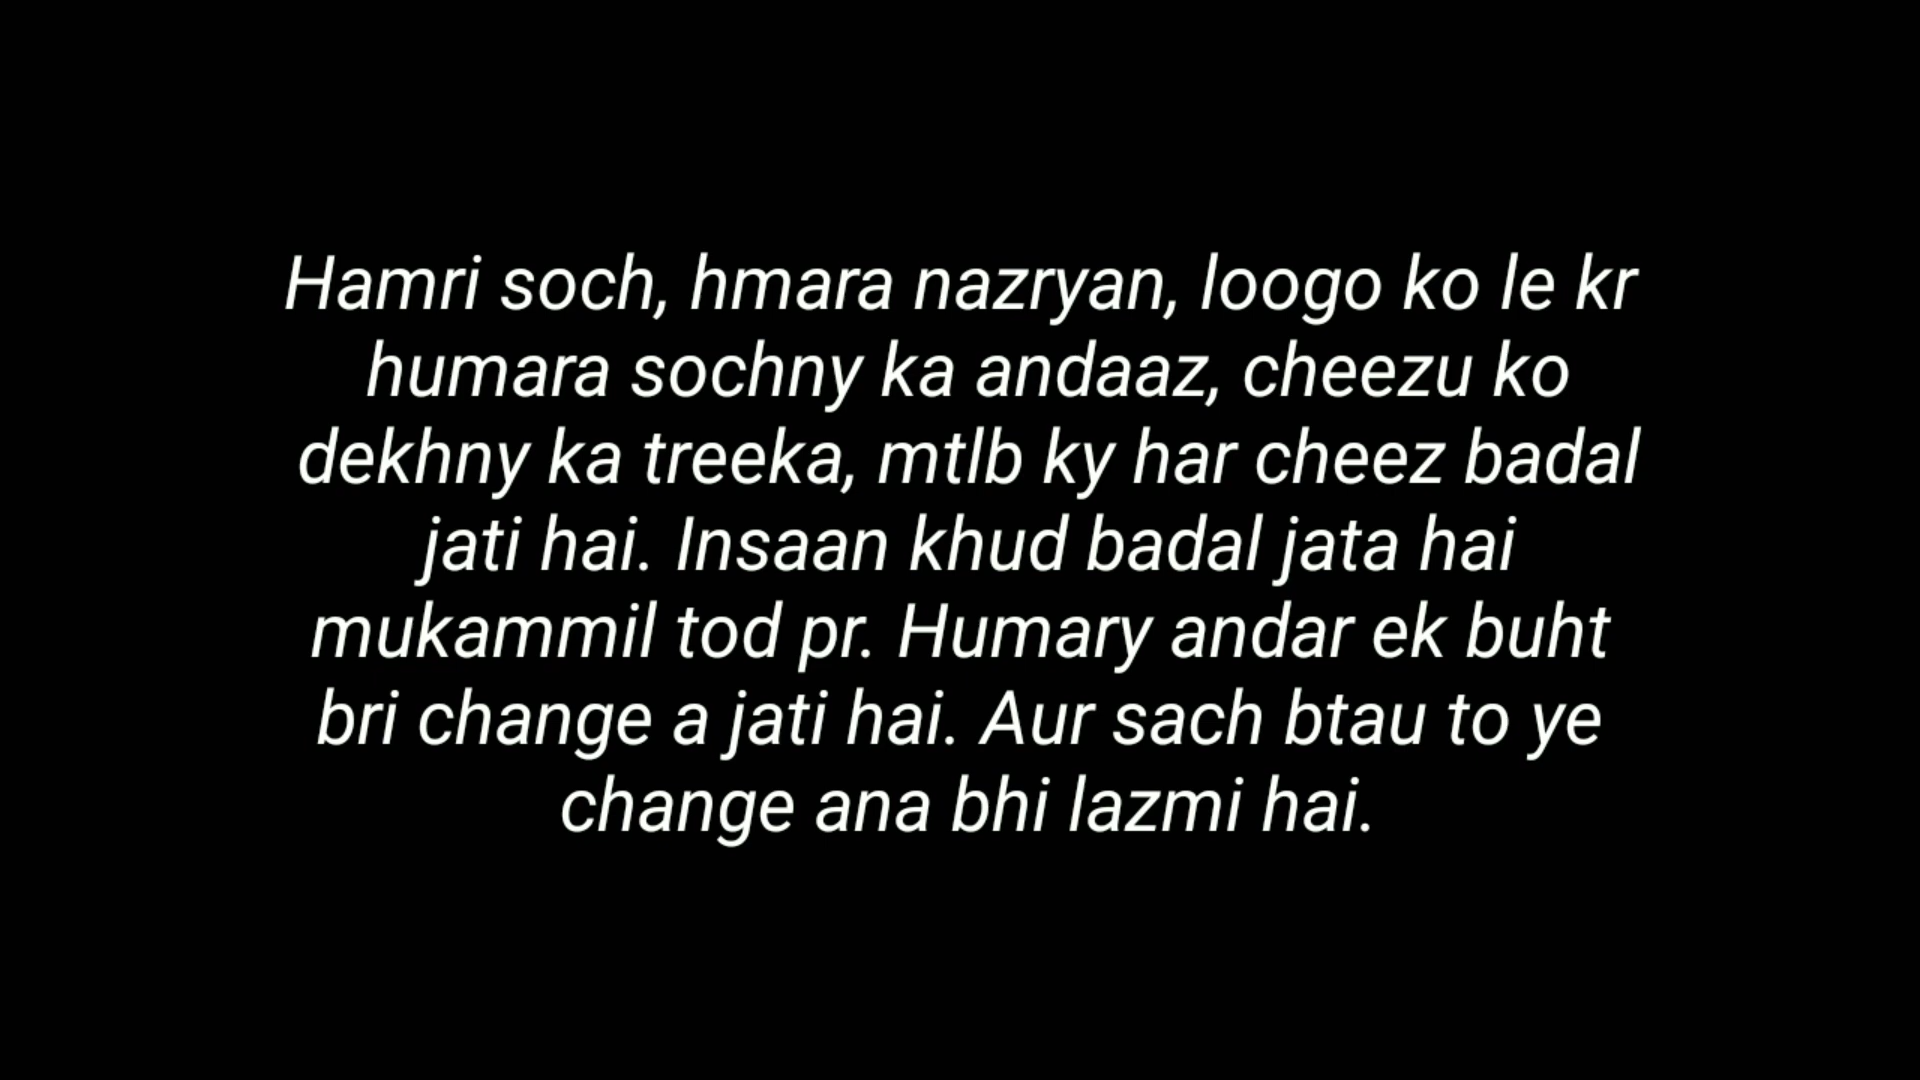 Hamri soch, hmara nazryan, loogo ko le kr
humara sochny ka andaaz, cheezu ko
dekhny ka treeka, mtlb ky har cheez badal
jati hai. Insaan khud badal jata hai
mukammil tod pr. Humary andar ek buht
bri change a jati hai. Aur sach btau to ye
change ana bhi lazmi hai.